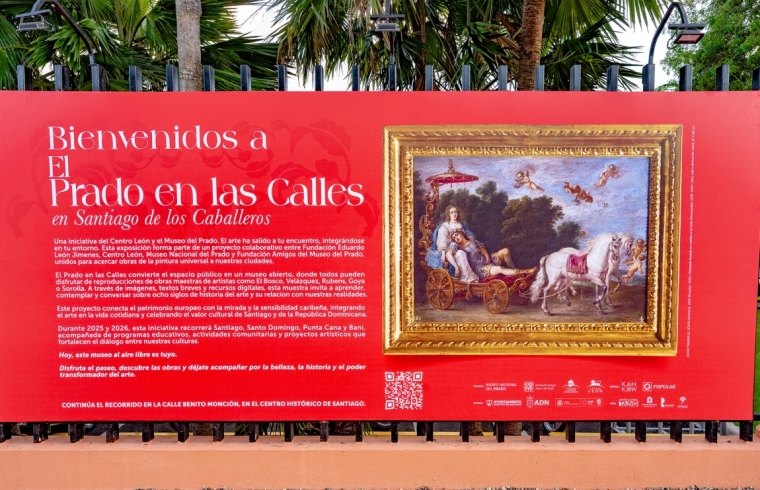 Bienvenidos a
El
Prado en las Calles
en Santiago de los Caballeros
Una iniciativa del Centro León y el Museo del Prado. El arte ha salido a tu encuentro, integrándose
en tu entorno. Esta exposición forma parte de un proyecto colaborativo entre Fundación Eduardo
León Jimenes, Centro León, Museo Nacional del Prado y Fundación Amigos del Museo del Prado,
unidos para acercar obras de la pintura universal a nuestras ciudades.
El Prado en las Calles convierte el espacio público en un museo abierto, donde todos pueden
disfrutar de reproducciones de obras maestras de artistas como El Bosco, Velázquez, Rubens, Goya
o Sorolla. A través de imágenes, textos breves y recursos digitales, esta muestra invita a aprender,
contemplar y conversar sobre ocho siglos de historia del arte y su relacion con nuestras realidades.
Este proyecto conecta el patrimonio europeo con la mirada y la sensibilidad caribeña, integrando
el arte en la vida cotidiana y celebrando el valor cultural de Santiago y de la República Dominicana.
Durante 2025 y 2026, esta iniciativa recorrerá Santiago, Santo Domingo, Punta Cana y Baní,
acompañada de programas educativos, actividades comunitarias y proyectos artísticos que
fortalecen el diálogo entre nuestras culturas.
Hoy, este museo al aire libre es tuyo.
Disfruta el paseo, descubre las obras y déjate acompañar por la belleza, la historia y el poder
transformador del arte.
CONTINÚA EL RECORRIDO EN LA CALLE BENITO MONCIÓN, EN EL CENTRO HISTÓRICO DE SANTIAGO.
MUSEO NACIONAL
DEL PRADO
POPULAR
AYUNTAMIENTO
ADN